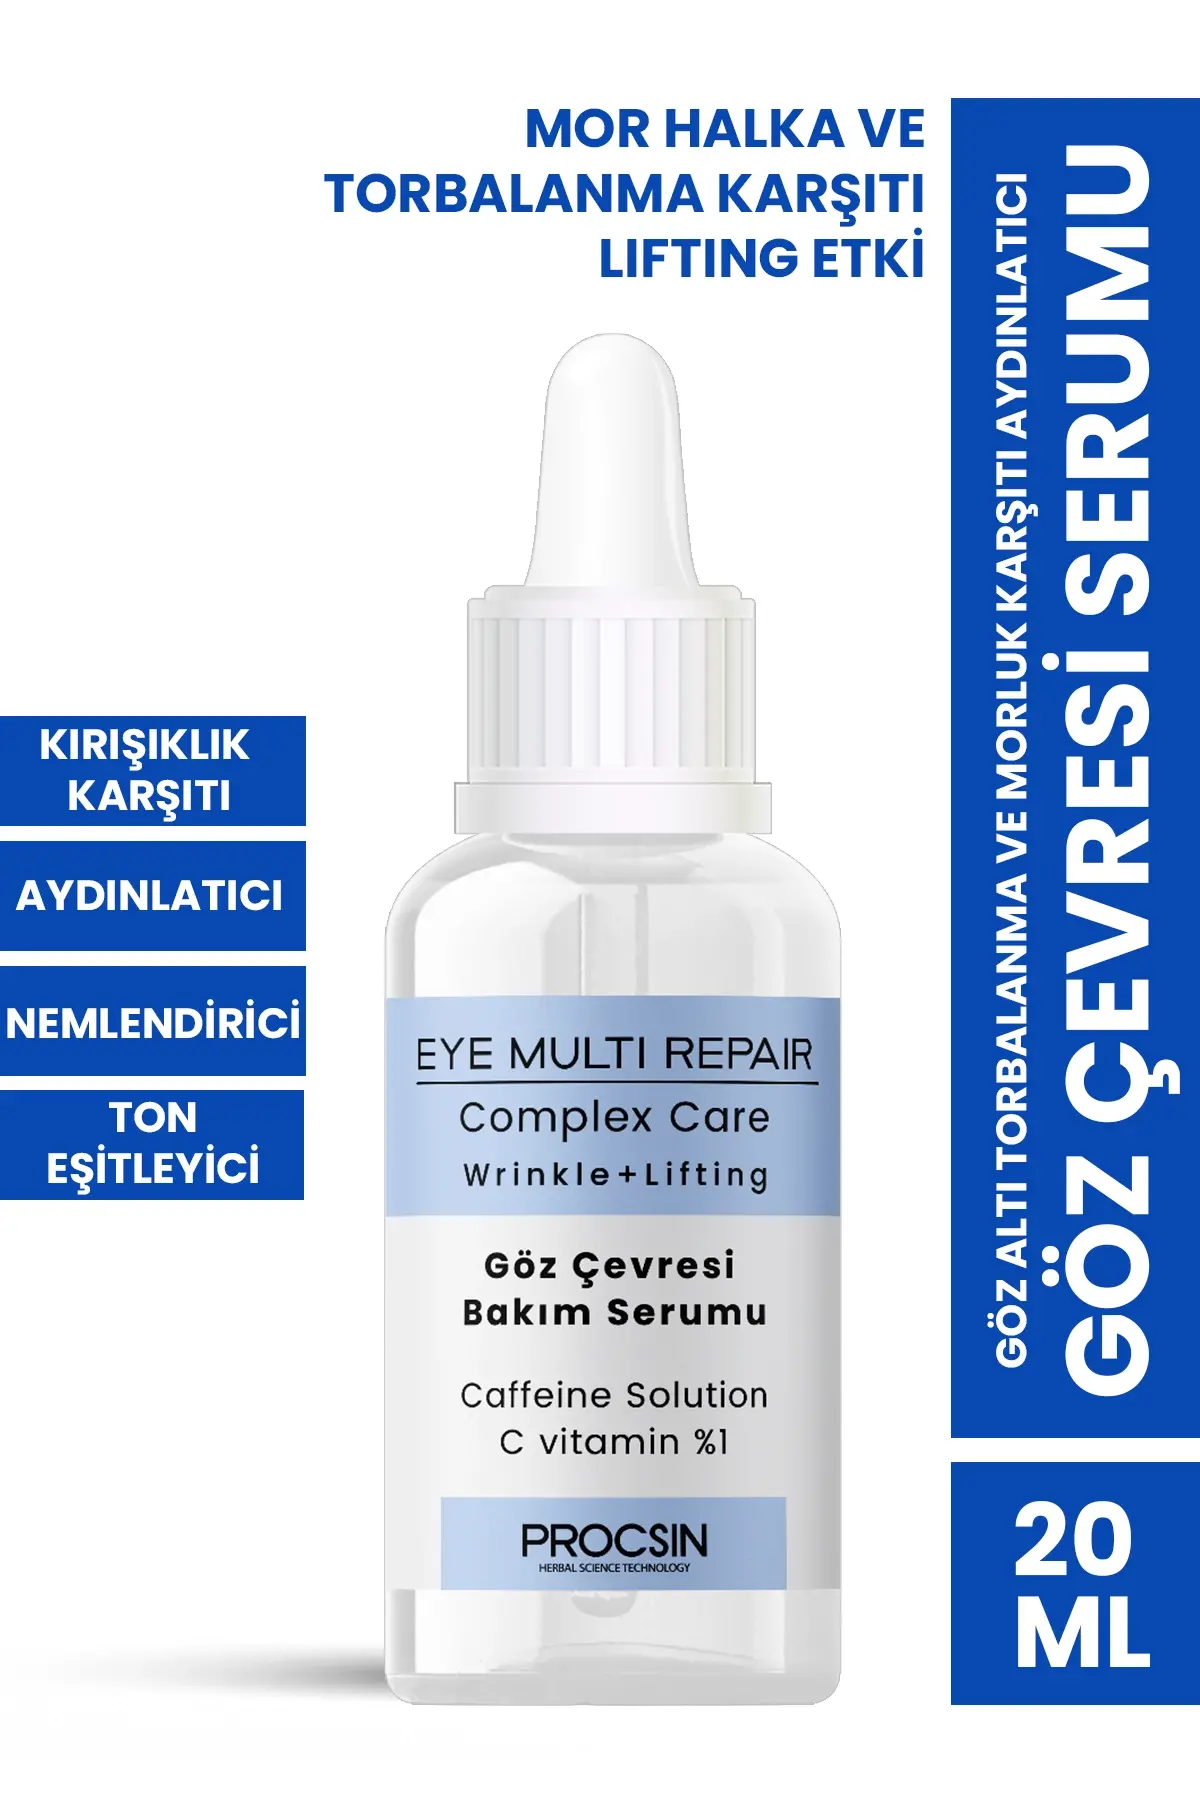 MOR HALKA VE
TORBALANMA KARŞITI
LIFTING ETKİ
GÖZ ALTI TORBALANMA VE MORLUK KARŞITI AYDINLATICI
GÖZ ÇEVRESİ SERUMU
KIRIŞIKLIK
KARŞITI
AYDINLATICI
NEMLENDİRİCİ
TON
EŞİTLEYİCİ
EYE MULTI REPAIR
Complex Care
Wrinkle+Lifting
Göz Çevresi
Bakım Serumu
Caffeine Solution
C vitamin %1
PROCSIN
HERBAL SCIENCE TECHNOLOGY
20
ML